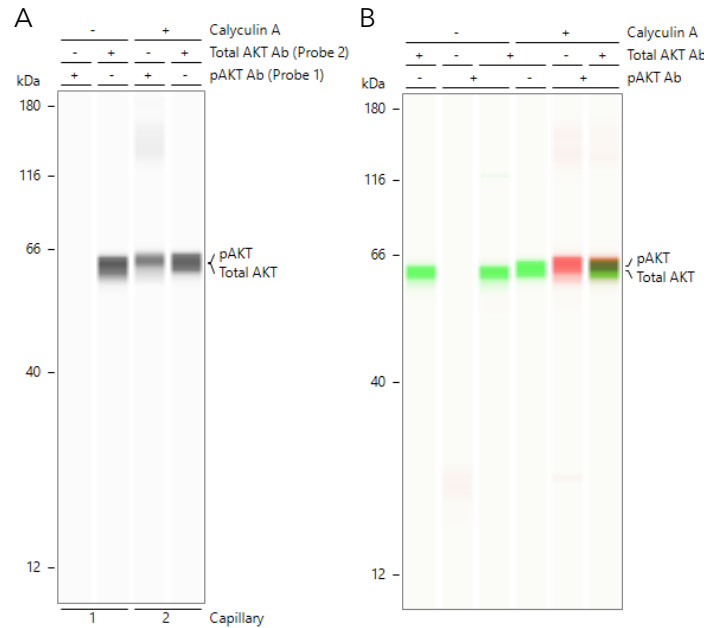 A
- + Calyculin A
- + - + Total AKT Ab (Probe 2)
+ - + - pAKT Ab (Probe 1)
kDa
180
116
66
pAKT
Total AKT
40
12
1 2 Capillary
B
- + Calyculin A
+ - + - + Total AKT Ab
- + - + pAKT Ab
kDa
180
116
66
pAKT
Total AKT
40
12